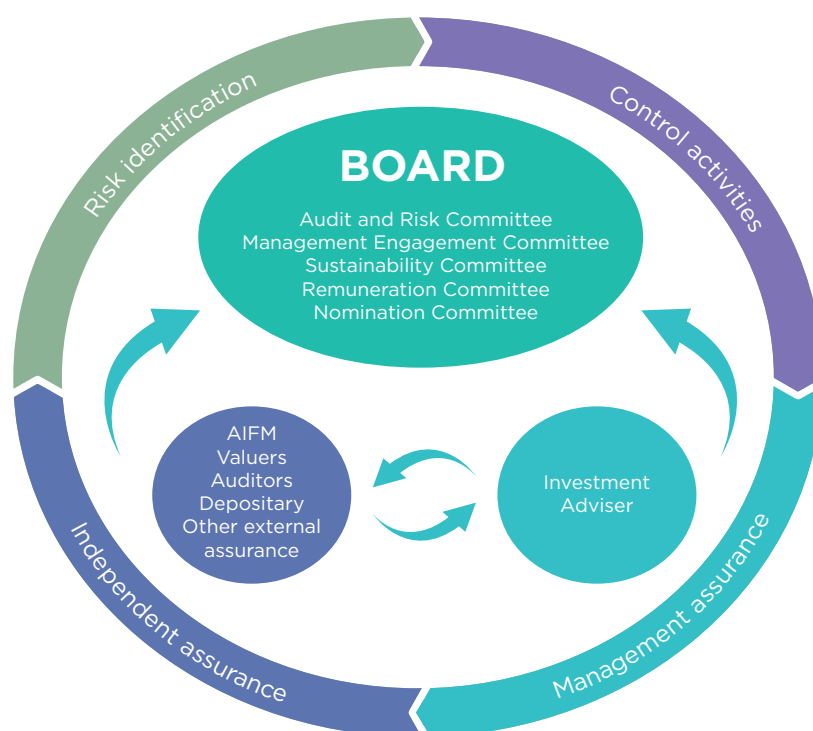 Risk identification
Control activities
BOARD
Audit and Risk Committee
Management Engagement Committee
Sustainability Committee
Remuneration Committee
Nomination Committee
AIFM
Valuers
Auditors
Depositary
Other external
assurance
Investment
Adviser
Independent assurance
Management assurance